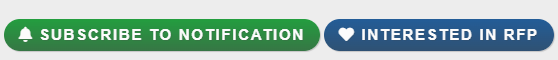 SUBSCRIBE TO NOTIFICATION
INTERESTED IN RFP